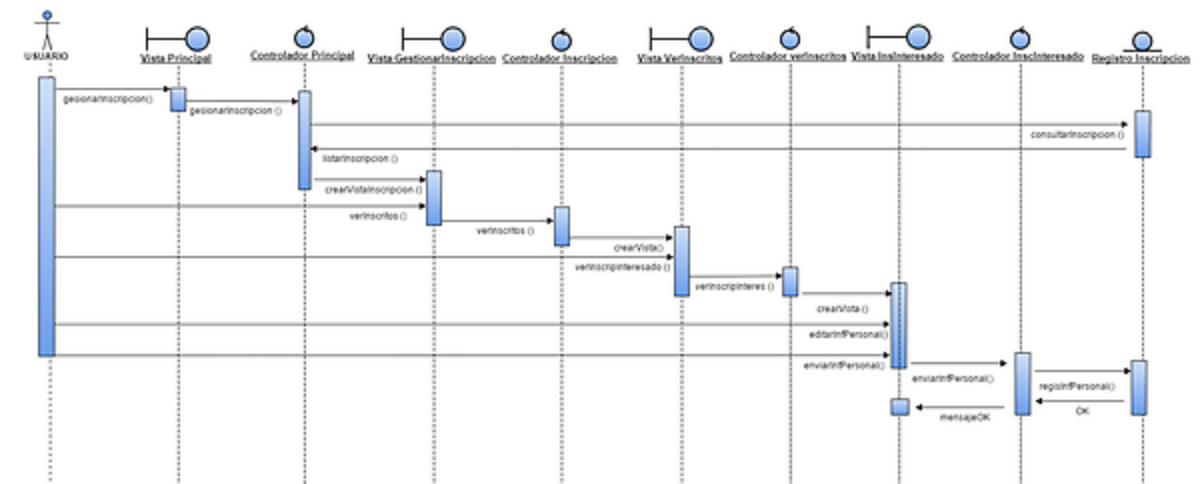 USUARIO
Vista Principal
Controlador Principal
Vista GestionarInscripcion
Controlador Inscripcion
Vista VerInscritos
Controlador verInscritos
Vista InsInteresado
Controlador InscInteresado
Registro Inscripcion
gesionarInscripcion()
gesionarInscripcion ()
consultarInscripcion ()
listarInscripcion ()
crearVistaInscripcion ()
verInscritos ()
verInscritos ()
crearVista()
verInscripInteresado ()
verInscripInteres ()
crearVista ()
editarInfPersonal()
enviarInfPersonal()
enviarInfPersonal()
regisInfPersonal()
OK
mensajeOK